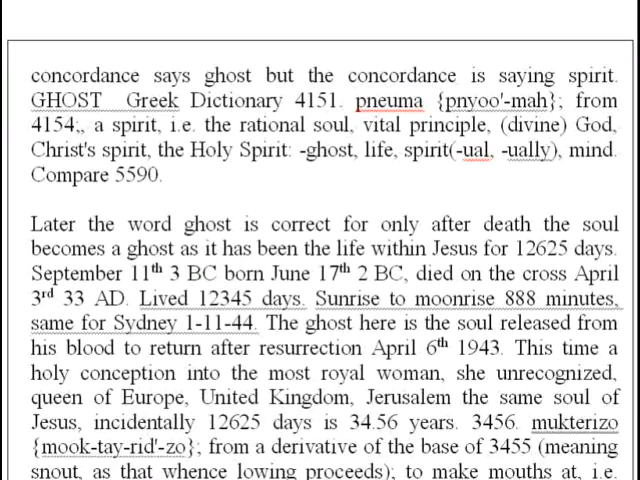 concordance says ghost but the concordance is saying spirit.
GHOST Greek Dictionary 4151. pneuma {pnyoo'-mah}; from
4154;, a spirit, i.e. the rational soul, vital principle, (divine) God,
Christ's spirit, the Holy Spirit: -ghost, life, spirit(-ual, -ually), mind.
Compare 5590.
Later the word ghost is correct for only after death the soul
becomes a ghost as it has been the life within Jesus for 12625 days.
September 11th 3 BC born June 17th 2 BC, died on the cross April
3rd 33 AD. Lived 12345 days. Sunrise to moonrise 888 minutes,
same for Sydney 1-11-44. The ghost here is the soul released from
his blood to return after resurrection April 6th 1943. This time a
holy conception into the most royal woman, she unrecognized,
queen of Europe, United Kingdom, Jerusalem the same soul of
Jesus, incidentally 12625 days is 34.56 years. 3456. mukterizo
{mook-tay-rid'-zo}; from a derivative of the base of 3455 (meaning
snout, as that whence lowing proceeds); to make mouths at, i.e.